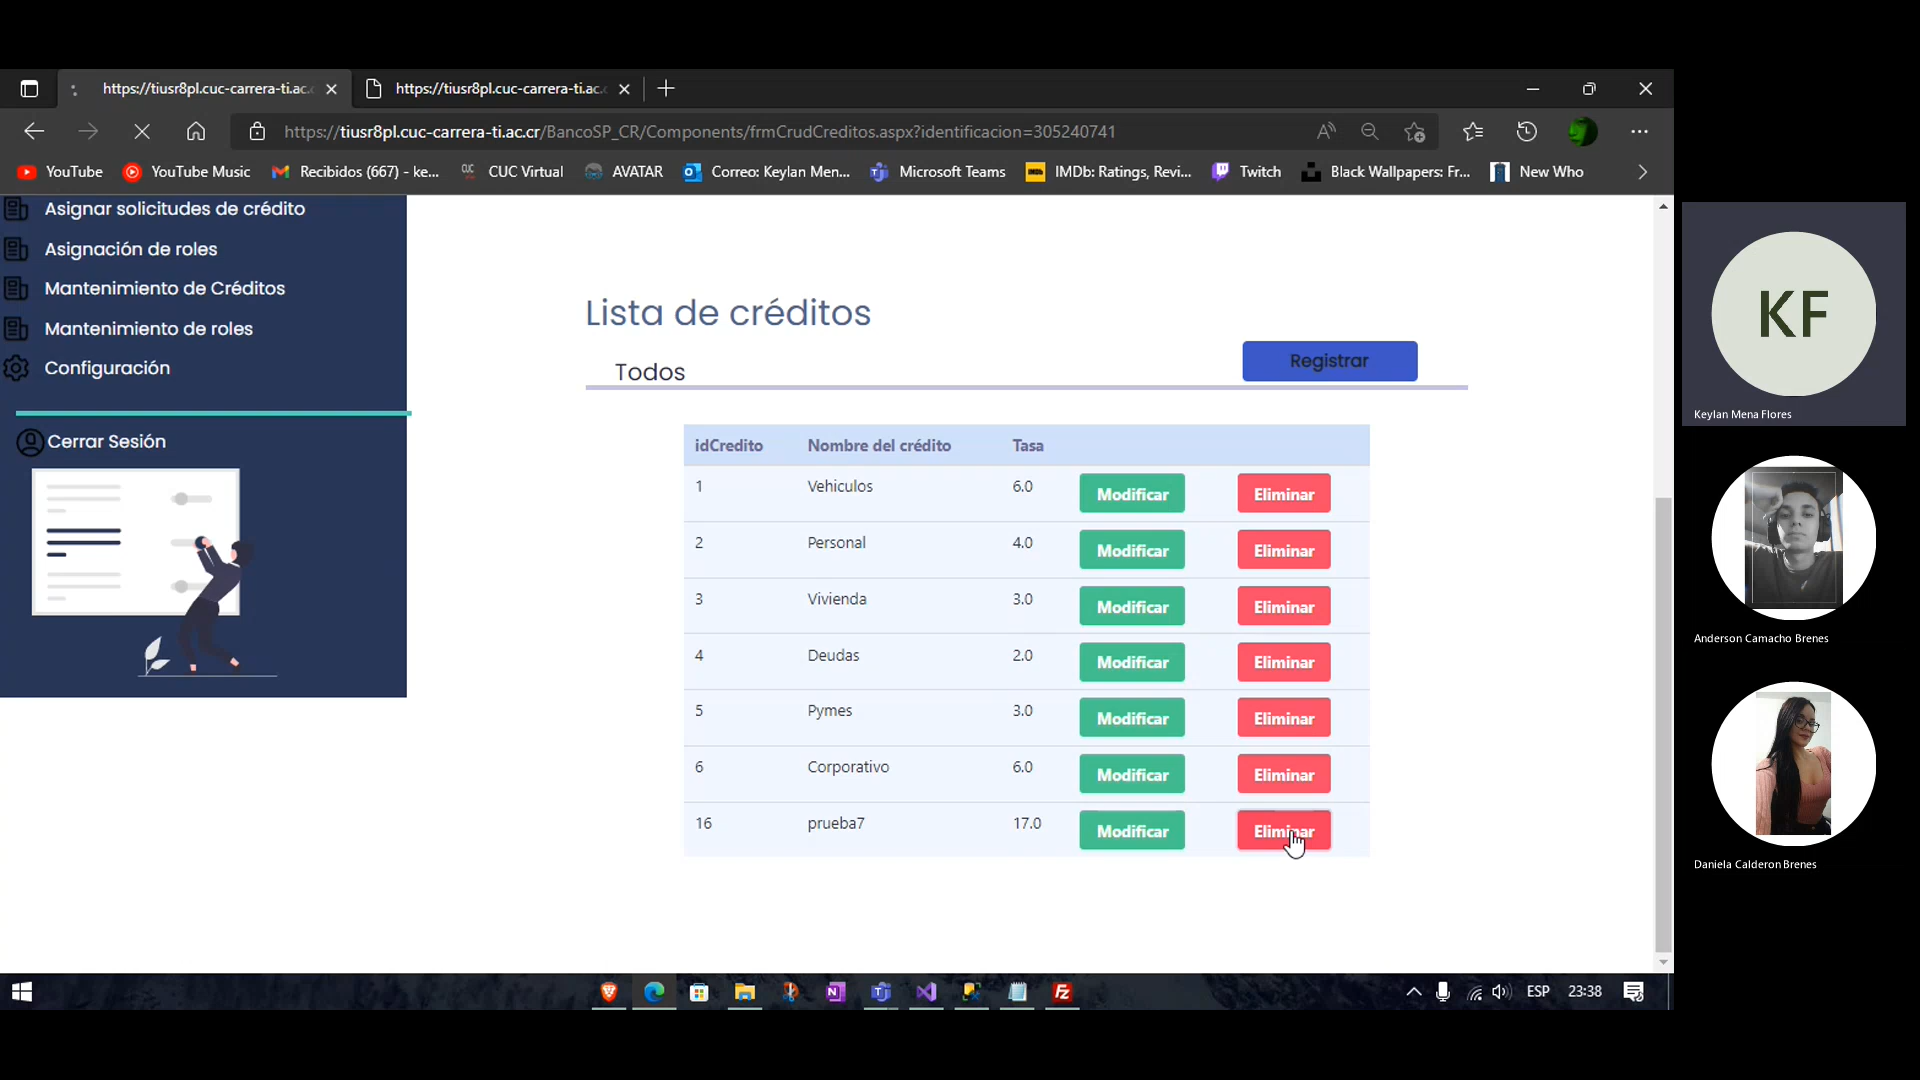 https://tiusr8pl.cuc-carrera-ti.ac.c
https://tiusr8pl.cuc-carrera-ti.ac.c
https://tiusr8pl.cuc-carrera-ti.ac.cr/BancoSP_CR/Components/frmCrudCreditos.aspx?identificacion=305240741
YouTube
YouTube Music
Recibidos (667) - ke...
CUC Virtual
AVATAR
Correo: Keylan Men...
Microsoft Teams
IMDb: Ratings, Revi...
Twitch
Black Wallpapers: Fr...
New Who
Asignar solicitudes de crédito
Asignación de roles
Mantenimiento de Créditos
Mantenimiento de roles
Configuración
Cerrar Sesión
Lista de créditos
Todos
Registrar
idCredito Nombre del crédito Tasa
1 Vehiculos 6.0 Modificar Eliminar
2 Personal 4.0 Modificar Eliminar
3 Vivienda 3.0 Modificar Eliminar
4 Deudas 2.0 Modificar Eliminar
5 Pymes 3.0 Modificar Eliminar
6 Corporativo 6.0 Modificar Eliminar
16 prueba7 17.0 Modificar Eliminar
KF
Keylan Mena Flores
Anderson Camacho Brenes
Daniela Calderon Brenes
ESP
23:38